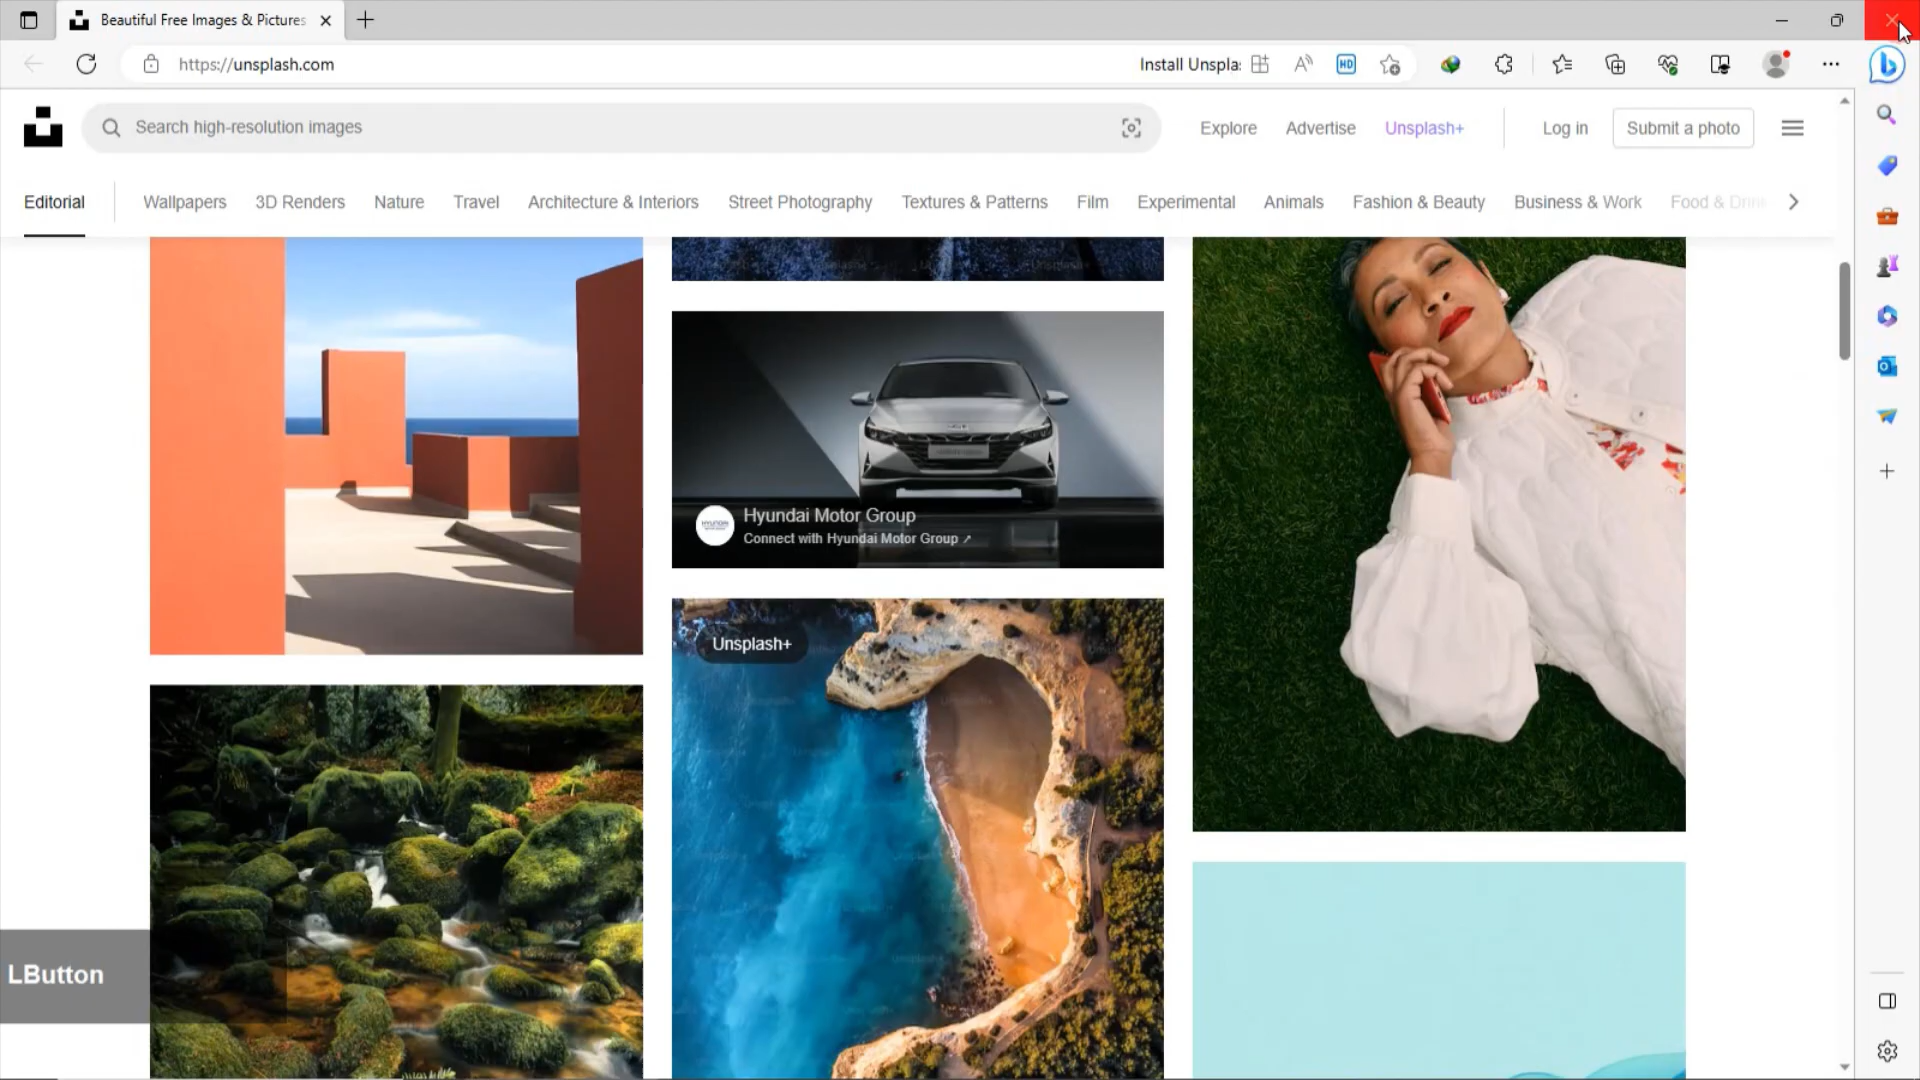 Beautiful Free Images & Pictures
https://unsplash.com
Install Unspla:
HD
Search high-resolution images
Explore
Advertise
Unsplash+
Log in
Submit a photo
Editorial
Wallpapers
3D Renders
Nature
Travel
Architecture & Interiors
Street Photography
Textures & Patterns
Film
Experimental
Animals
Fashion & Beauty
Business & Work
Food & Drink
Hyundai Motor Group
Connect with Hyundai Motor Group ↗
Unsplash+
LButton